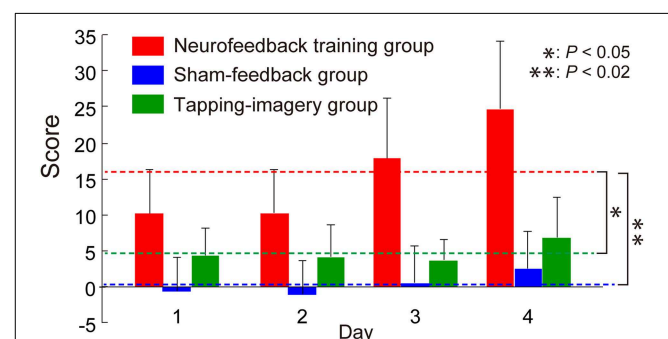 35
30
25
20
15
10
5
0
-5
Score
Neurofeedback training group
Sham-feedback group
Tapping-imagery group
*: P < 0.05
**: P < 0.02
*
**
1 2 3 4
Day